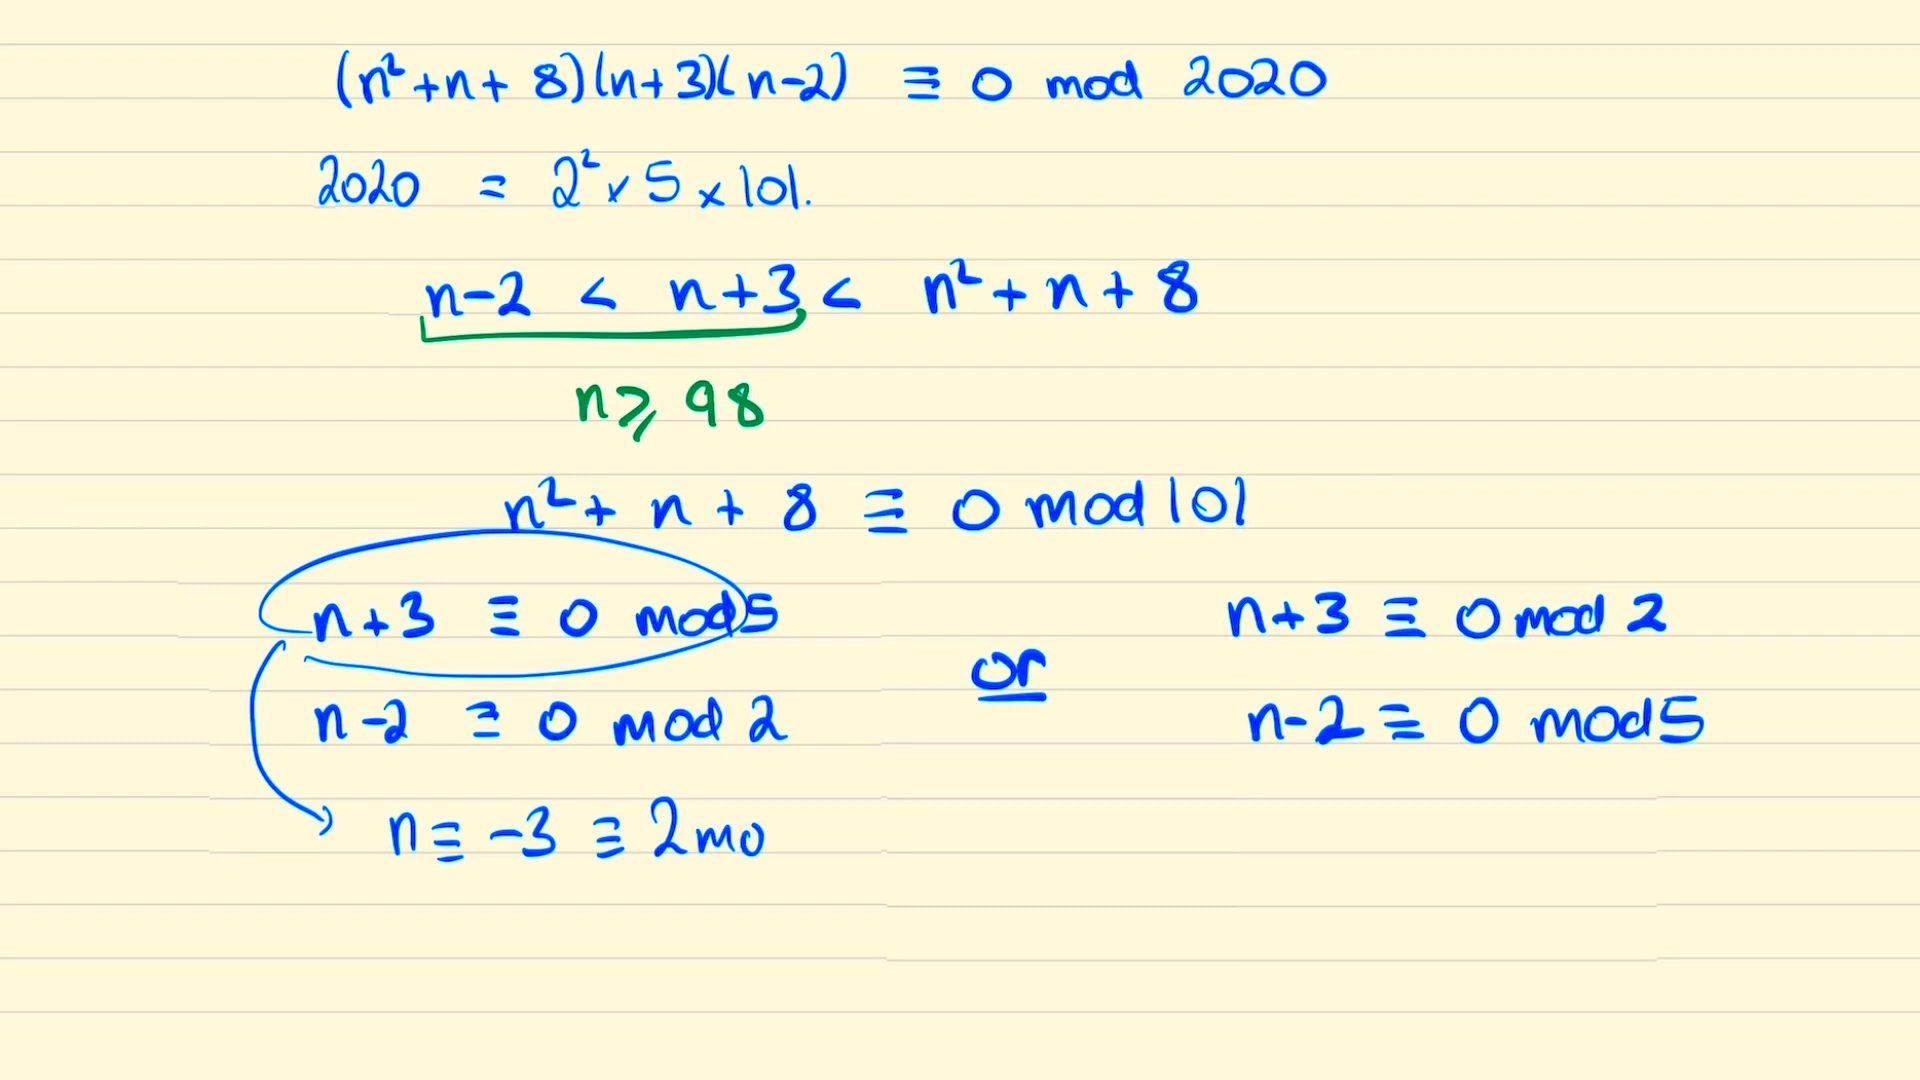 (n²+n+8)(n+3)(n-2) ≡ 0 mod 2020
2020 = 2² × 5 × 101.
n-2 < n+3 < n²+n+8
n ⩾ 98
n²+n+8 ≡ 0 mod 101
n+3 ≡ 0 mod 5
n-2 ≡ 0 mod 2
or
n+3 ≡ 0 mod 2
n-2 ≡ 0 mod 5
n ≡ -3 ≡ 2 mo